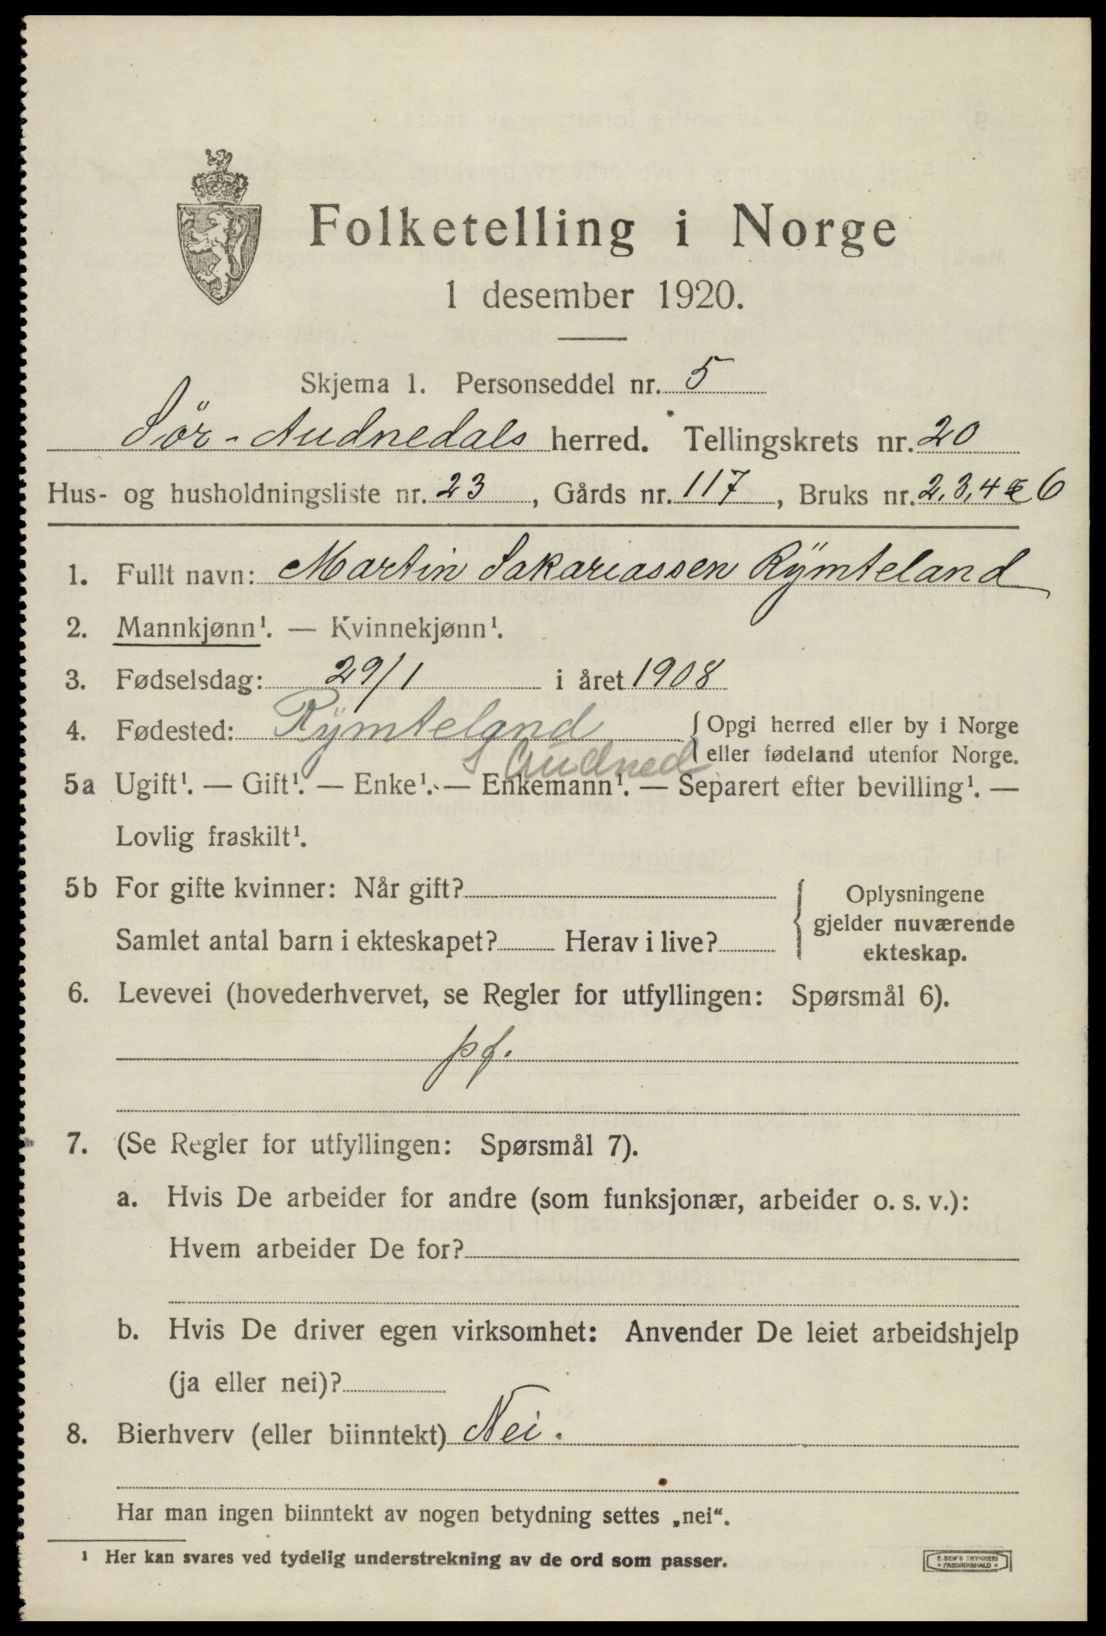 Folketelling i Norge
1 desember 1920.
Skjema 1. Personseddel nr. 5
Sør-Audnedals herred. Tellingskrets nr. 20
Hus- og husholdningsliste nr. 23, Gårds nr. 117, Bruks nr. 2,3,4 & 6
1. Fullt navn: Martin Sakariassen Rÿmteland
2. Mannkjønn¹. — Kvinnekjønn¹.
3. Fødselsdag: 29/1 i året 1908
4. Fødested: Rÿmteland { Opgi herred eller by i Norge
S Audned eller fødeland utenfor Norge.
5a Ugift¹. — Gift¹. — Enke¹. — Enkemann¹. — Separert efter bevilling¹. —
Lovlig fraskilt¹.
5b For gifte kvinner: Når gift? { Oplysningene
gjelder nuværende
Samlet antal barn i ekteskapet? Herav i live? ekteskap.
6. Levevei (hovederhvervet, se Regler for utfyllingen: Spørsmål 6).
pf.
7. (Se Regler for utfyllingen: Spørsmål 7).
a. Hvis De arbeider for andre (som funksjonær, arbeider o. s. v.):
Hvem arbeider De for?
b. Hvis De driver egen virksomhet: Anvender De leiet arbeidshjelp
(ja eller nei)?
8. Bierhverv (eller biinntekt) Nei.
Har man ingen biinntekt av nogen betydning settes „nei“.
¹ Her kan svares ved tydelig understrekning av de ord som passer.